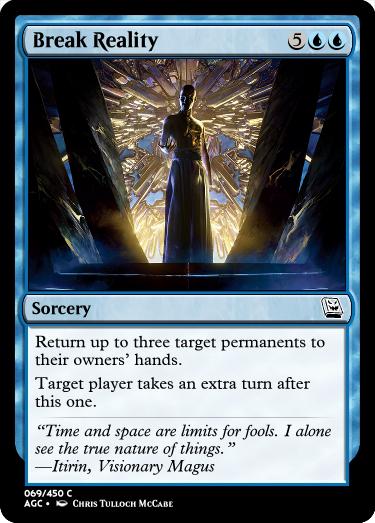 Break Reality 5
Sorcery
Return up to three target permanents to
their owners' hands.
Target player takes an extra turn after
this one.
"Time and space are limits for fools. I alone
see the true nature of things."
—Itirin, Visionary Magus
069/450 C
AGC • Chris Tulloch McCabe